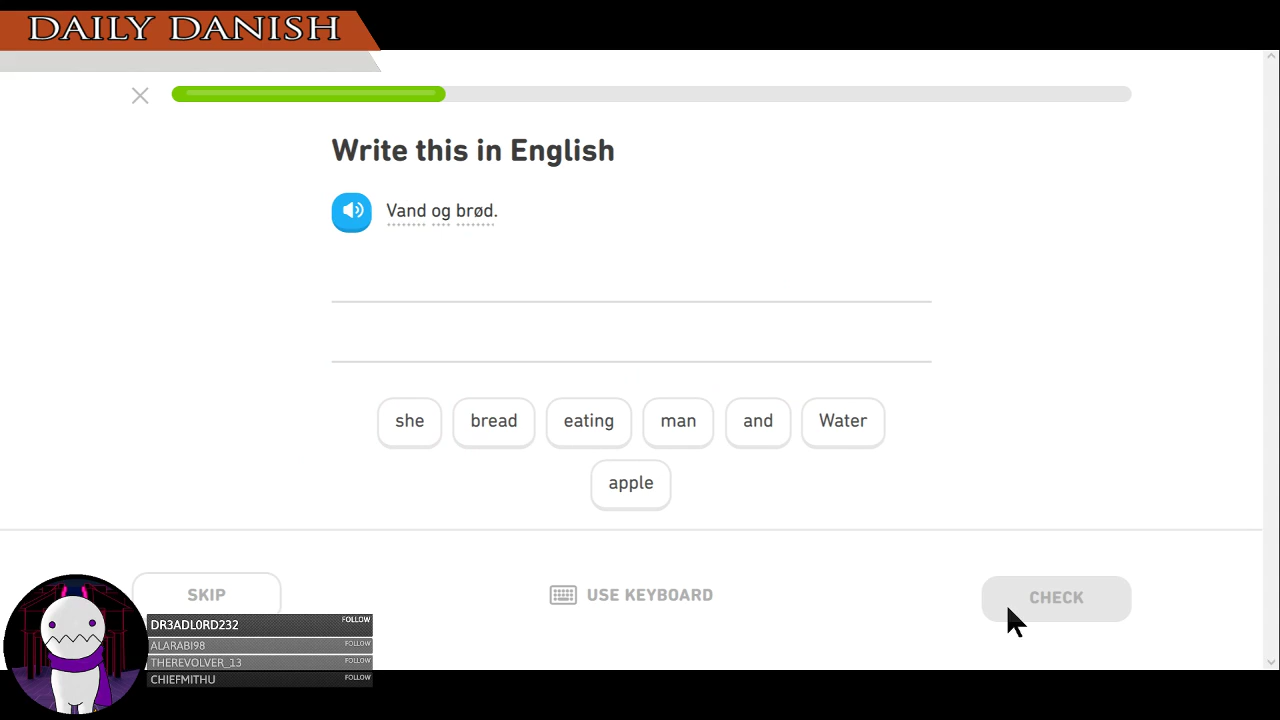 DAILY DANISH
Write this in English
Vand og brød.
she bread eating man and Water
apple
SKIP
USE KEYBOARD
CHECK
DR3ADL0RD232 FOLLOW
ALARABI98 FOLLOW
THEREVOLVER_13 FOLLOW
CHIEFMITHU FOLLOW